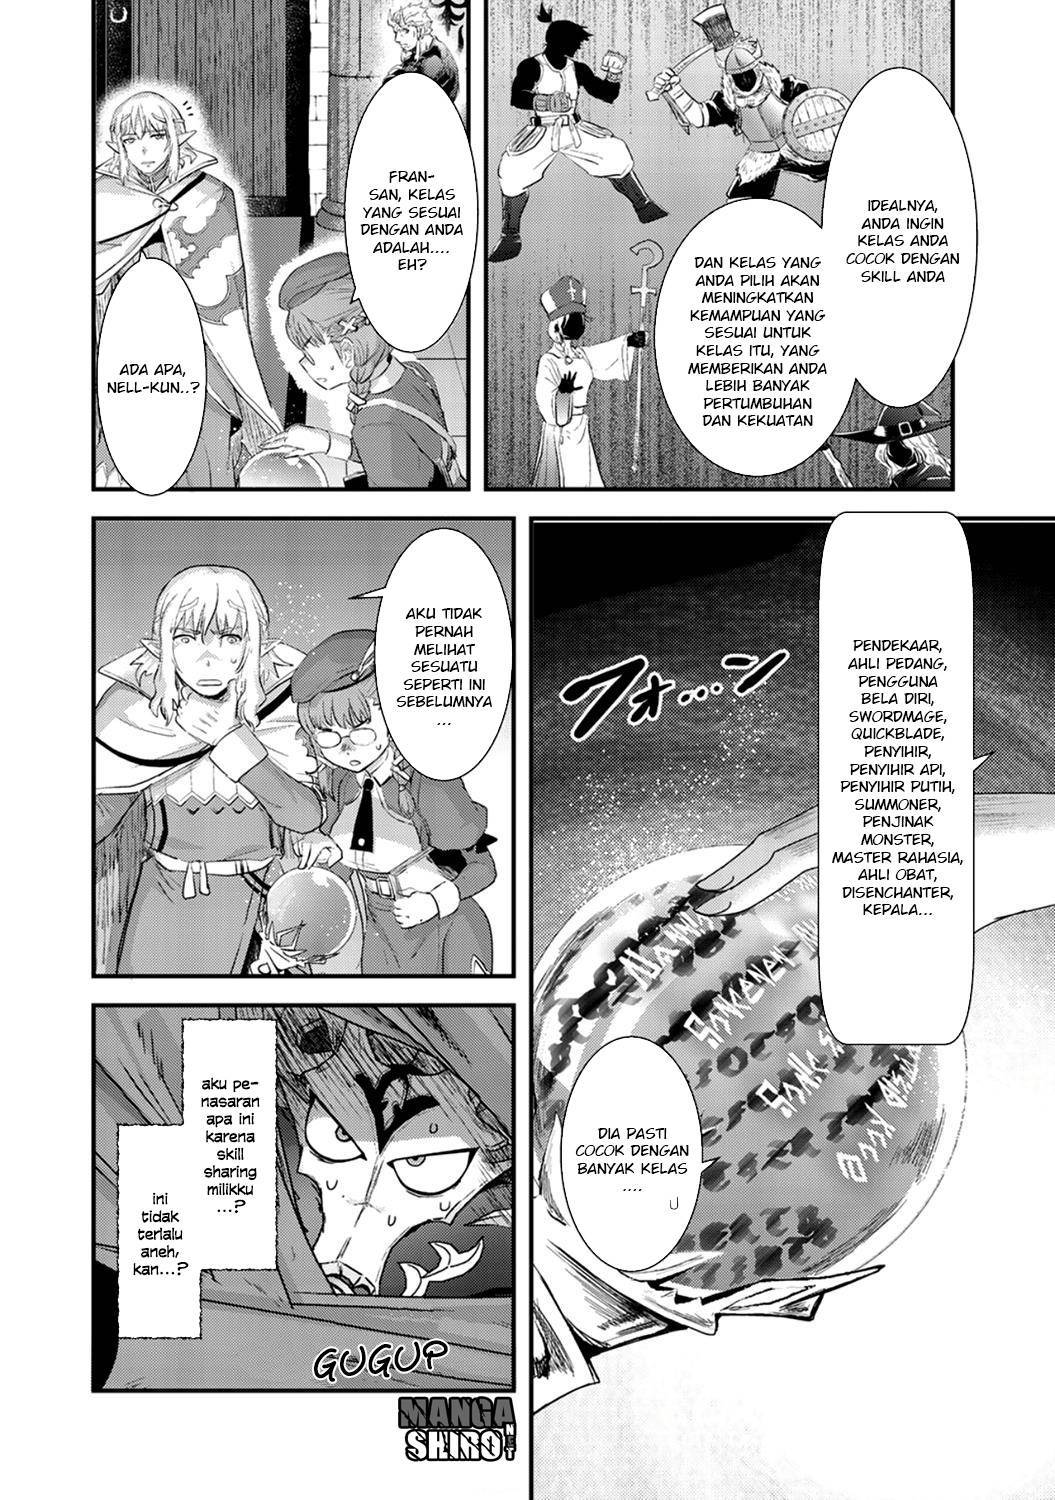 IDEALNYA,
ANDA INGIN
KELAS ANDA
COCOK DENGAN
SKILL ANDA
DAN KELAS YANG
ANDA PILIH AKAN
MENINGKATKAN
KEMAMPUAN YANG
SESUAI UNTUK
KELAS ITU, YANG
MEMBERIKAN ANDA
LEBIH BANYAK
PERTUMBUHAN
DAN KEKUATAN
FRAN-
SAN, KELAS
YANG SESUAI
DENGAN ANDA
ADALAH....
EH?
ADA APA,
NELL-KUN..?
PENDEKAAR,
AHLI PEDANG,
PENGGUNA
BELA DIRI,
SWORDMAGE,
QUICKBLADE,
PENYIHIR,
PENYIHIR API,
PENYIHIR PUTIH,
SUMMONER,
PENJINAK
MONSTER,
MASTER RAHASIA,
AHLI OBAT,
DISENCHANTER,
KEPALA...
フォ...ン
DIA PASTI
COCOK DENGAN
BANYAK KELAS
....
AKU TIDAK
PERNAH
MELIHAT
SESUATU
SEPERTI INI
SEBELUMNYA
...
aku pe-
nasaran
apa ini
karena
skill
sharing
milikku
...?
ini
tidak
terlalu
aneh,
kan...?
GUGUP
MANGA
SHIRO
NET